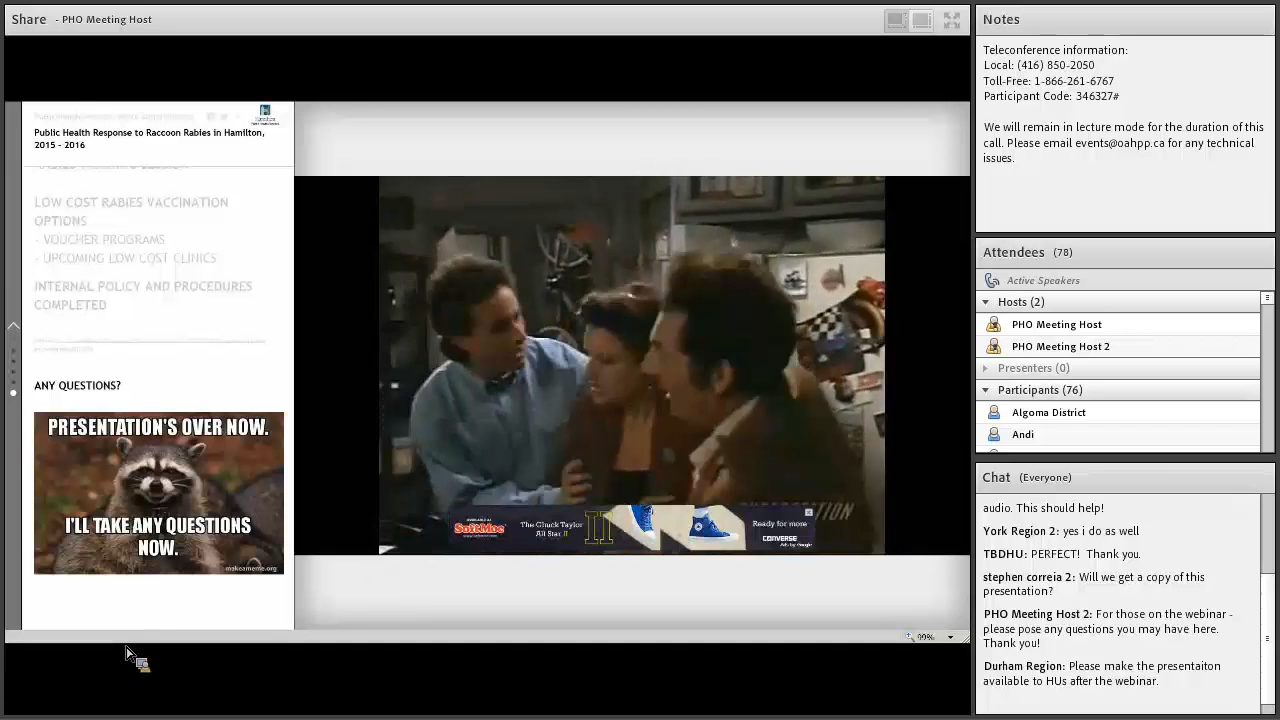 Share - PHO Meeting Host
Public Health Response to Raccoon Rabies in Hamilton,
2015 - 2016
LOW COST RABIES VACCINATION
OPTIONS
- VOUCHER PROGRAMS
- UPCOMING LOW COST CLINICS
INTERNAL POLICY AND PROCEDURES
COMPLETED
ANY QUESTIONS?
PRESENTATION'S OVER NOW.
I'LL TAKE ANY QUESTIONS
NOW.
makeameme.org
AVAILABLE AT
SoftMoc
The Chuck Taylor
All Star II
II
Ready for more
CONVERSE
Ads by Google
99%
Notes
Teleconference information:
Local: (416) 850-2050
Toll-Free: 1-866-261-6767
Participant Code: 346327#
We will remain in lecture mode for the duration of this
call. Please email events@oahpp.ca for any technical
issues.
Attendees (78)
Active Speakers
Hosts (2)
PHO Meeting Host
PHO Meeting Host 2
Presenters (0)
Participants (76)
Algoma District
Andi
Chat (Everyone)
audio. This should help!
York Region 2: yes i do as well
TBDHU: PERFECT! Thank you.
stephen correia 2: Will we get a copy of this
presentation?
PHO Meeting Host 2: For those on the webinar -
please pose any questions you may have here.
Thank you!
Durham Region: Please make the presentaiton
available to HUs after the webinar.